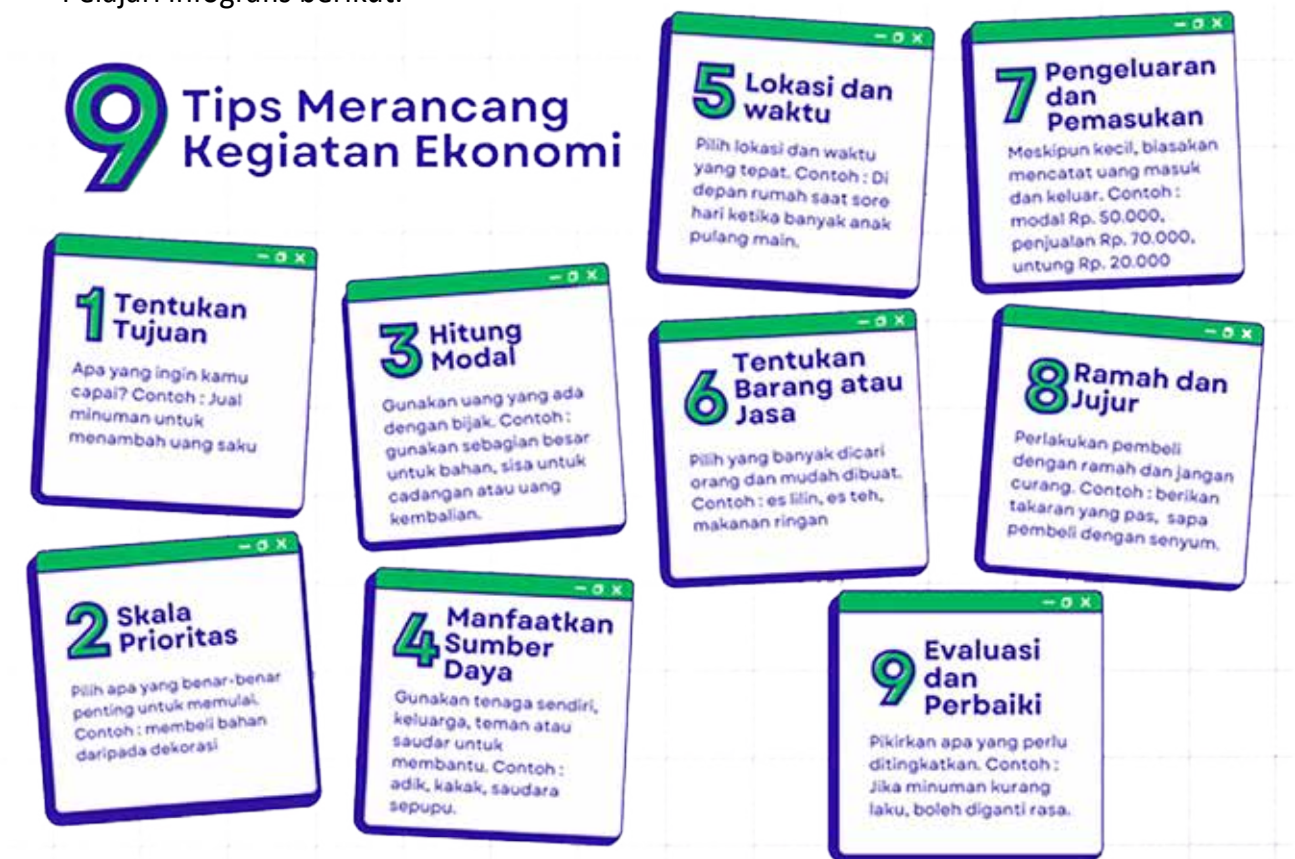 Pelajari infografis berikut.
9 Tips Merancang
Kegiatan Ekonomi
1 Tentukan
Tujuan
Apa yang ingin kamu
capai? Contoh : Jual
minuman untuk
menambah uang saku
2 Skala
Prioritas
Pilih apa yang benar-benar
penting untuk memulai.
Contoh : membeli bahan
daripada dekorasi
3 Hitung
Modal
Gunakan uang yang ada
dengan bijak. Contoh :
gunakan sebagian besar
untuk bahan, sisa untuk
cadangan atau uang
kembalian.
4 Manfaatkan
Sumber
Daya
Gunakan tenaga sendiri,
keluarga, teman atau
saudar untuk
membantu. Contoh :
adik, kakak, saudara
sepupu.
5 Lokasi dan
waktu
Pilih lokasi dan waktu
yang tepat. Contoh : Di
depan rumah saat sore
hari ketika banyak anak
pulang main.
6 Tentukan
Barang atau
Jasa
Pilih yang banyak dicari
orang dan mudah dibuat.
Contoh : es lilin, es teh,
makanan ringan
7 Pengeluaran
dan
Pemasukan
Meskipun kecil, biasakan
mencatat uang masuk
dan keluar. Contoh :
modal Rp. 50.000,
penjualan Rp. 70.000,
untung Rp. 20.000
8 Ramah dan
Jujur
Perlakukan pembeli
dengan ramah dan jangan
curang. Contoh : berikan
takaran yang pas, sapa
pembeli dengan senyum.
9 Evaluasi
dan
Perbaiki
Pikirkan apa yang perlu
ditingkatkan. Contoh :
Jika minuman kurang
laku, boleh diganti rasa.